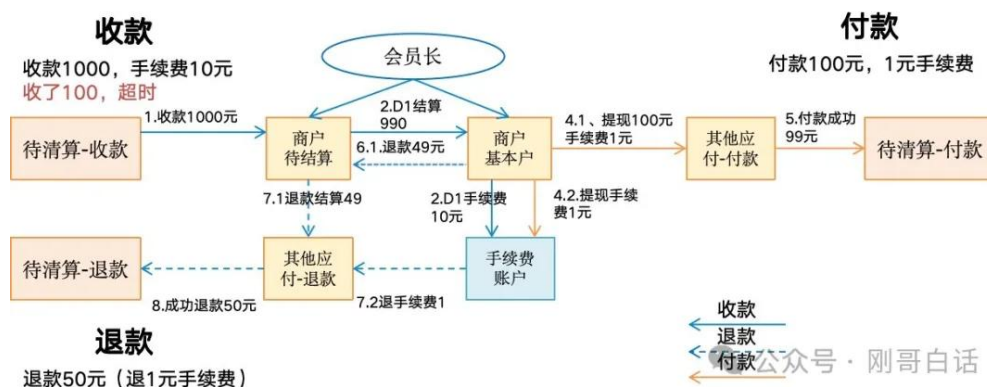 收款
收款1000，手续费10元
收了100，超时
付款
付款100元，1元手续费
会员长
1.收款1000元
2.D1结算
990
4.1、提现100元
手续费1元
5.付款成功
99元
待清算-收款
商户
待结算
6.1.退款49元
商户
基本户
其他应
付-付款
待清算-付款
7.1退款结算49
2.D1手续费
10元
4.2.提现手续
费1元
待清算-退款
其他应
付-退款
手续费
账户
8.成功退款50元
7.2退手续费1
退款
退款50元（退1元手续费）
收款
退款
付款
公众号 · 刚哥白话